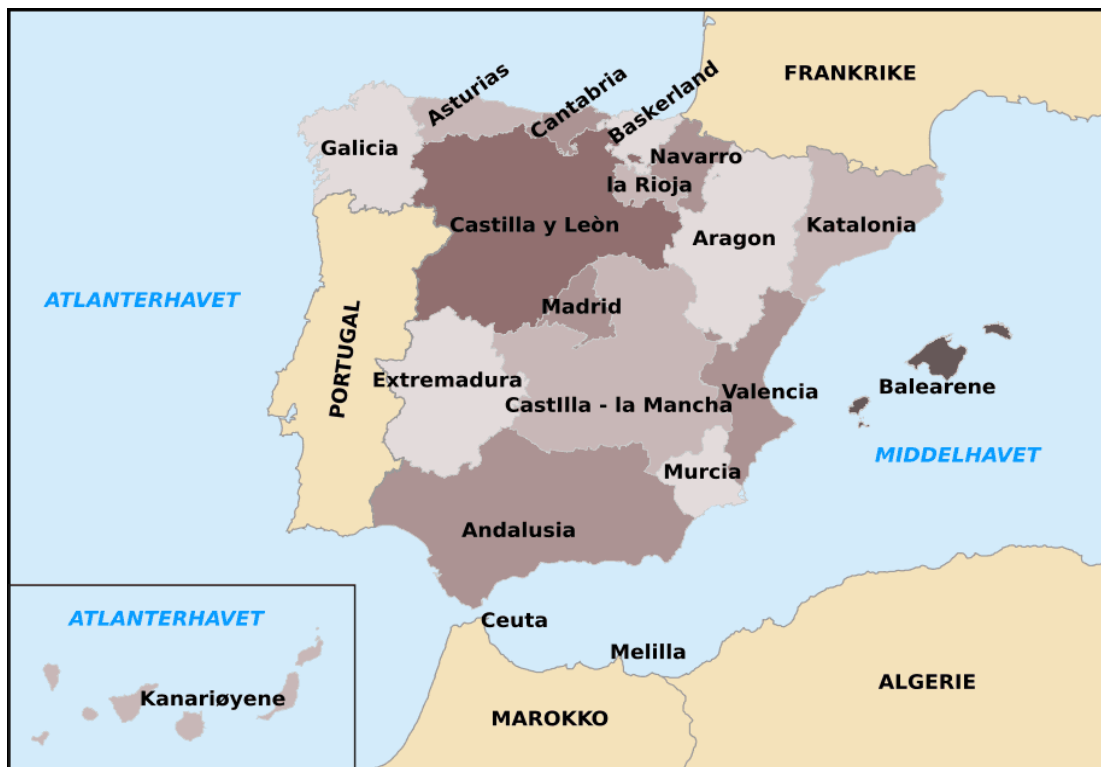 FRANKRIKE
Asturias
Cantabria
Baskerland
Galicia
Navarro
la Rioja
Castilla y Leòn
Aragon
Katalonia
ATLANTERHAVET
Madrid
PORTUGAL
Extremadura
CastIlla - la Mancha
Valencia
Balearene
MIDDELHAVET
Murcia
Andalusia
ATLANTERHAVET
Ceuta
Melilla
Kanariøyene
ALGERIE
MAROKKO